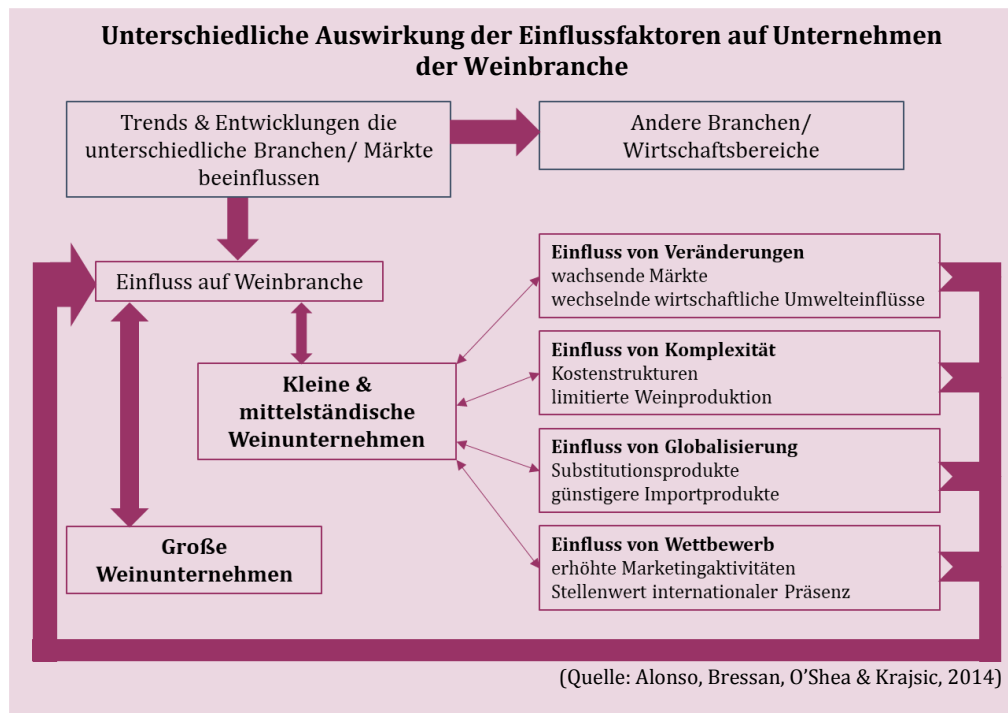 Unterschiedliche Auswirkung der Einflussfaktoren auf Unternehmen
der Weinbranche
Trends & Entwicklungen die
unterschiedliche Branchen/ Märkte
beeinflussen
Andere Branchen/
Wirtschaftsbereiche
Einfluss auf Weinbranche
Kleine &
mittelständische
Weinunternehmen
Große
Weinunternehmen
Einfluss von Veränderungen
wachsende Märkte
wechselnde wirtschaftliche Umwelteinflüsse
Einfluss von Komplexität
Kostenstrukturen
limitierte Weinproduktion
Einfluss von Globalisierung
Substitutionsprodukte
günstigere Importprodukte
Einfluss von Wettbewerb
erhöhte Marketingaktivitäten
Stellenwert internationaler Präsenz
(Quelle: Alonso, Bressan, O’Shea & Krajsic, 2014)